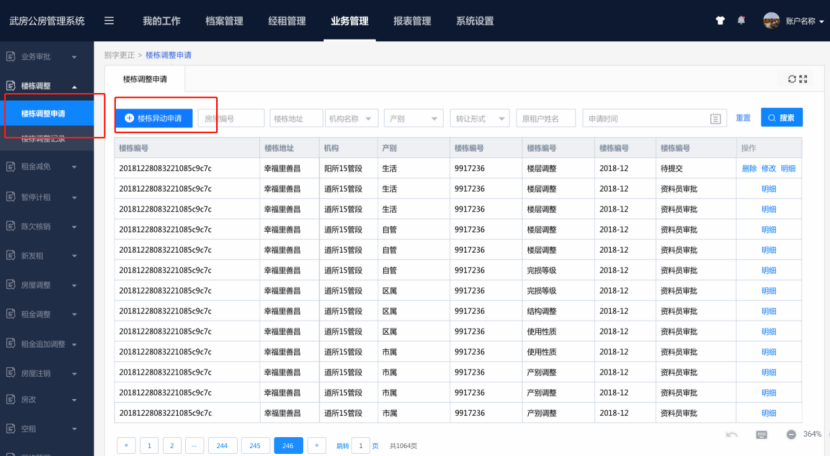 武房公房管理系统 我的工作 档案管理 经租管理 业务管理 报表管理 系统设置 账户名称
业务审批
楼栋调整
楼栋调整申请
楼栋调整记录
租金减免
暂停计租
陈欠核销
新发租
房屋调整
租金调整
租金追加调整
房屋注销
房改
空租
别字更正 > 楼栋调整申请
楼栋调整申请
楼栋异动申请 房屋编号 楼栋地址 机构名称 产别 转让形式 原租户姓名 申请时间 重置 搜索
楼栋编号 楼栋地址 机构 产别 楼栋编号 楼栋编号 楼栋编号 楼栋编号 操作
20181228083221085c9c7c 幸福里善昌 阳所15管段 生活 9917236 楼层调整 2018-12 待提交 删除 修改 明细
20181228083221085c9c7c 幸福里善昌 道所15管段 生活 9917236 楼层调整 2018-12 资料员审批 明细
20181228083221085c9c7c 幸福里善昌 道所15管段 生活 9917236 楼层调整 2018-12 资料员审批 明细
20181228083221085c9c7c 幸福里善昌 道所15管段 自管 9917236 楼层调整 2018-12 资料员审批 明细
20181228083221085c9c7c 幸福里善昌 道所15管段 自管 9917236 楼层调整 2018-12 资料员审批 明细
20181228083221085c9c7c 幸福里善昌 道所15管段 自管 9917236 完损等级 2018-12 资料员审批 明细
20181228083221085c9c7c 幸福里善昌 道所15管段 区属 9917236 完损等级 2018-12 资料员审批 明细
20181228083221085c9c7c 幸福里善昌 道所15管段 区属 9917236 结构调整 2018-12 资料员审批 明细
20181228083221085c9c7c 幸福里善昌 道所15管段 区属 9917236 使用性质 2018-12 资料员审批 明细
20181228083221085c9c7c 幸福里善昌 道所15管段 市属 9917236 使用性质 2018-12 资料员审批 明细
20181228083221085c9c7c 幸福里善昌 道所15管段 市属 9917236 产别调整 2018-12 资料员审批 明细
20181228083221085c9c7c 幸福里善昌 道所15管段 市属 9917236 产别调整 2018-12 资料员审批 明细
20181228083221085c9c7c 幸福里善昌 道所15管段 市属 9917236 产别调整 2018-12 资料员审批 明细
« 1 2 ··· 244 245 246 » 跳转 1 页 共1064页
364%